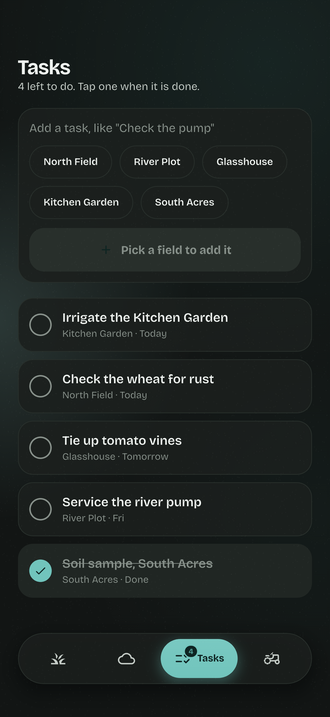 Tasks
4 left to do. Tap one when it is done.
Add a task, like "Check the pump"
North Field
River Plot
Glasshouse
Kitchen Garden
South Acres
Pick a field to add it
Irrigate the Kitchen Garden
Kitchen Garden · Today
Check the wheat for rust
North Field · Today
Tie up tomato vines
Glasshouse · Tomorrow
Service the river pump
River Plot · Fri
Soil sample, South Acres
South Acres · Done
4
Tasks